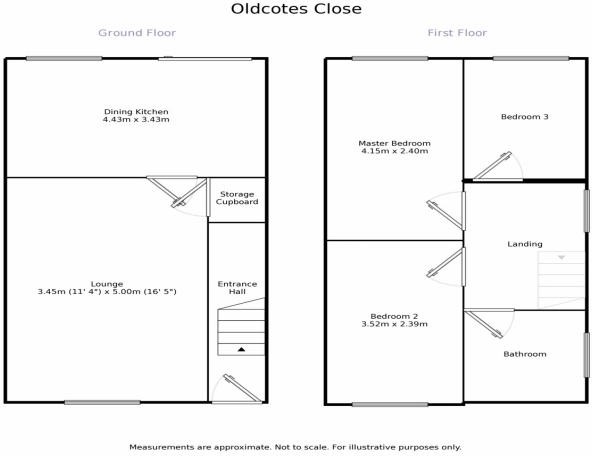 Oldcotes Close
Ground Floor
First Floor
Dining Kitchen
4.43m x 3.43m
Storage
Cupboard
Lounge
3.45m (11' 4") x 5.00m (16' 5")
Entrance
Hall
Master Bedroom
4.15m x 2.40m
Bedroom 3
Landing
Bedroom 2
3.52m x 2.39m
Bathroom
Measurements are approximate. Not to scale. For illustrative purposes only.